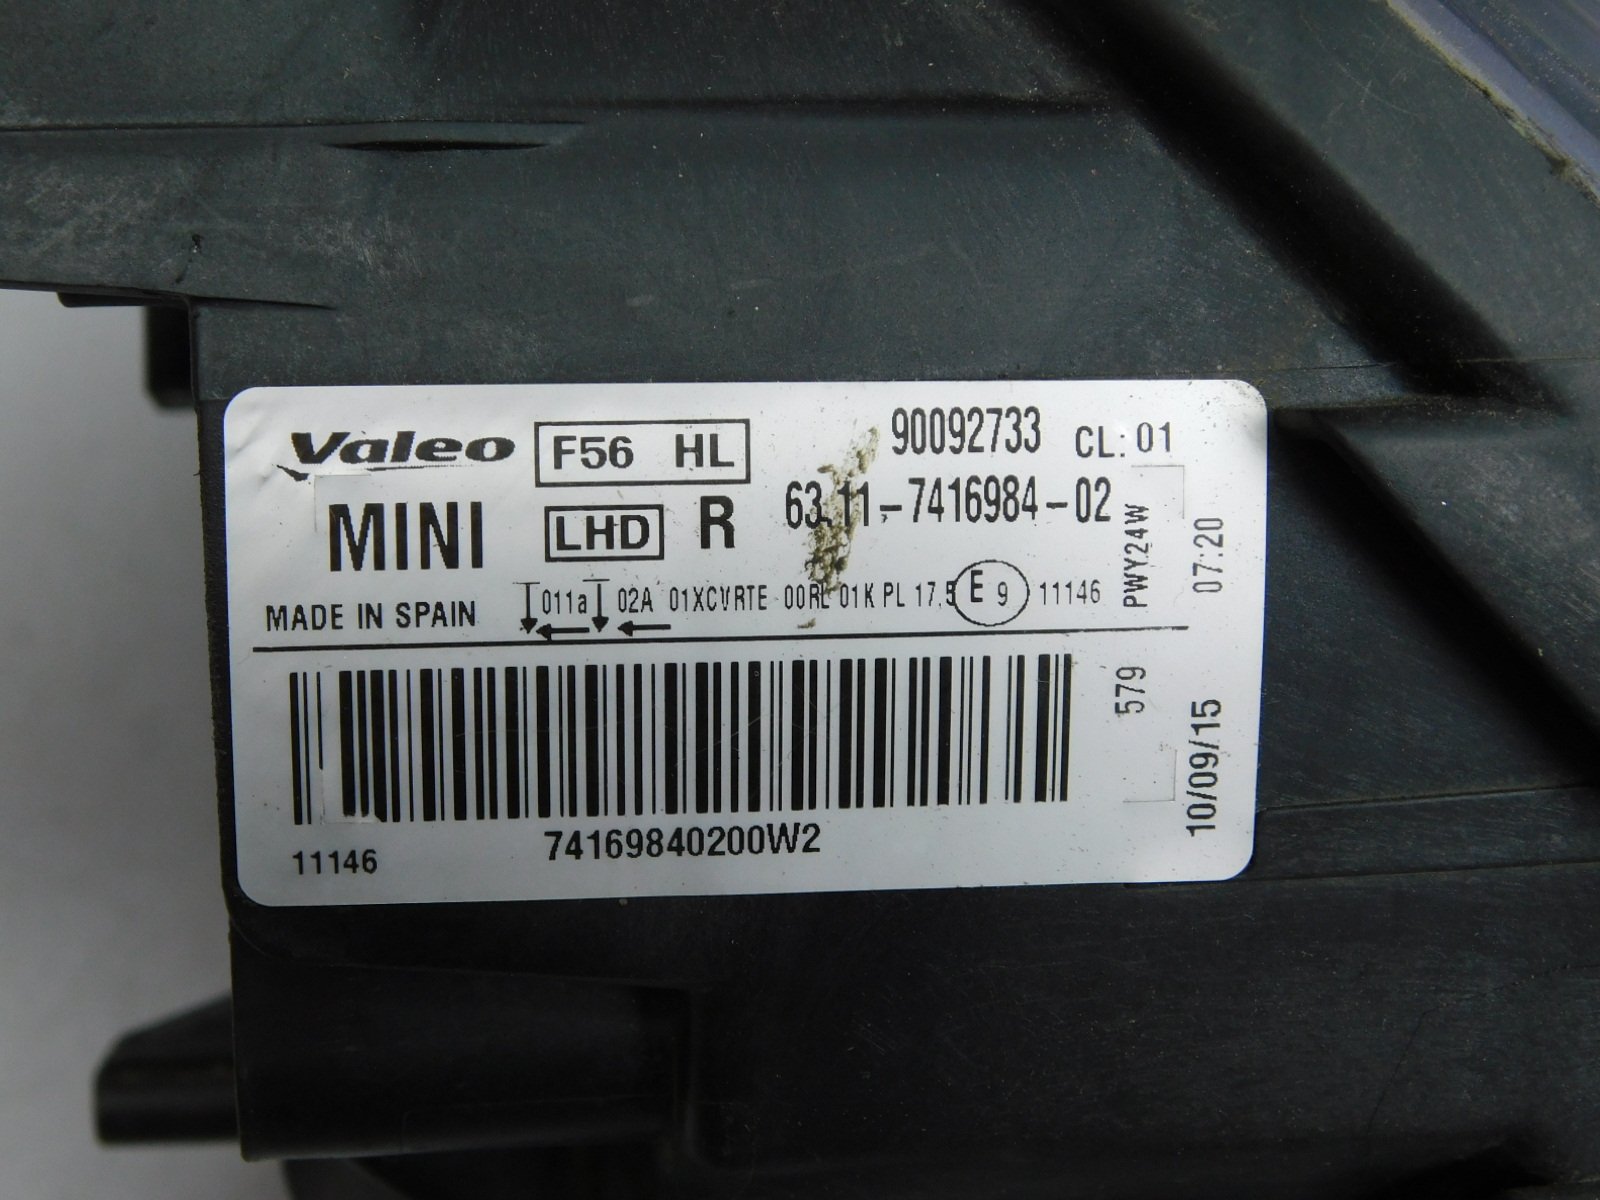 Valeo F56 HL 90092733 CL: 01
MINI LHD R 63.11-7416984-02
MADE IN SPAIN 011a 02A 01XCVRTE 00RL 01K PL 17,5 E 9 11146
PWY24W 07:20
579 10/09/15
74169840200W2
11146